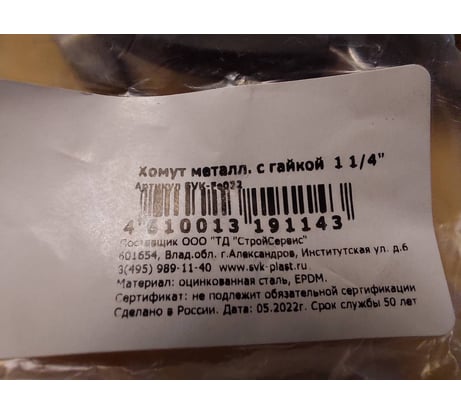 Хомут металл. с гайкой 1 1/4"
Артикул
4 610013 191143
Поставщик ООО "ТД "СтройСервис"
601654, Влад.обл. г.Александров, Институтская ул. д.6
8(495) 989-11-40 www.svk-plast.ru
Материал: оцинкованная сталь, EPDM.
Сертификат: не подлежит обязательной сертификации
Сделано в России. Дата: 05.2022г. Срок службы 50 лет